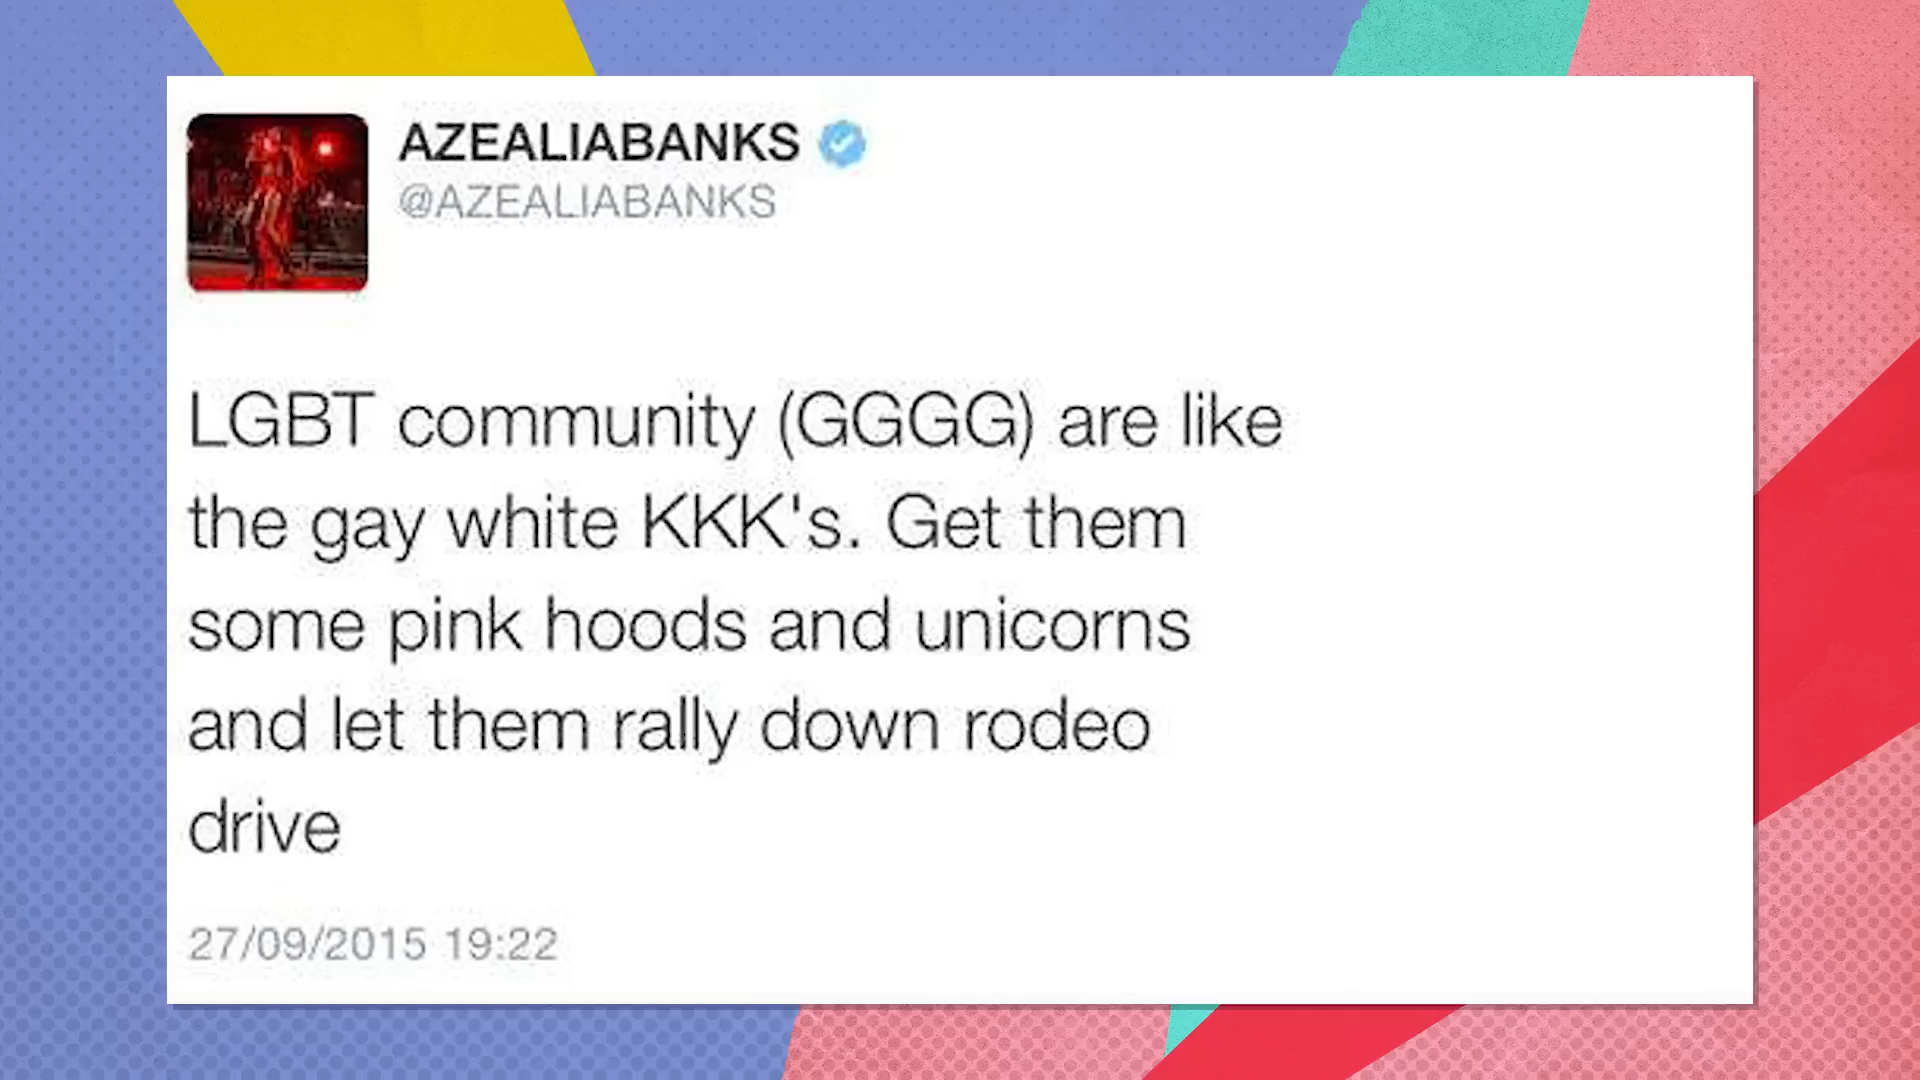 AZEALIABANKS
@AZEALIABANKS
LGBT community (GGGG) are like
the gay white KKK's. Get them
some pink hoods and unicorns
and let them rally down rodeo
drive
27/09/2015 19:22